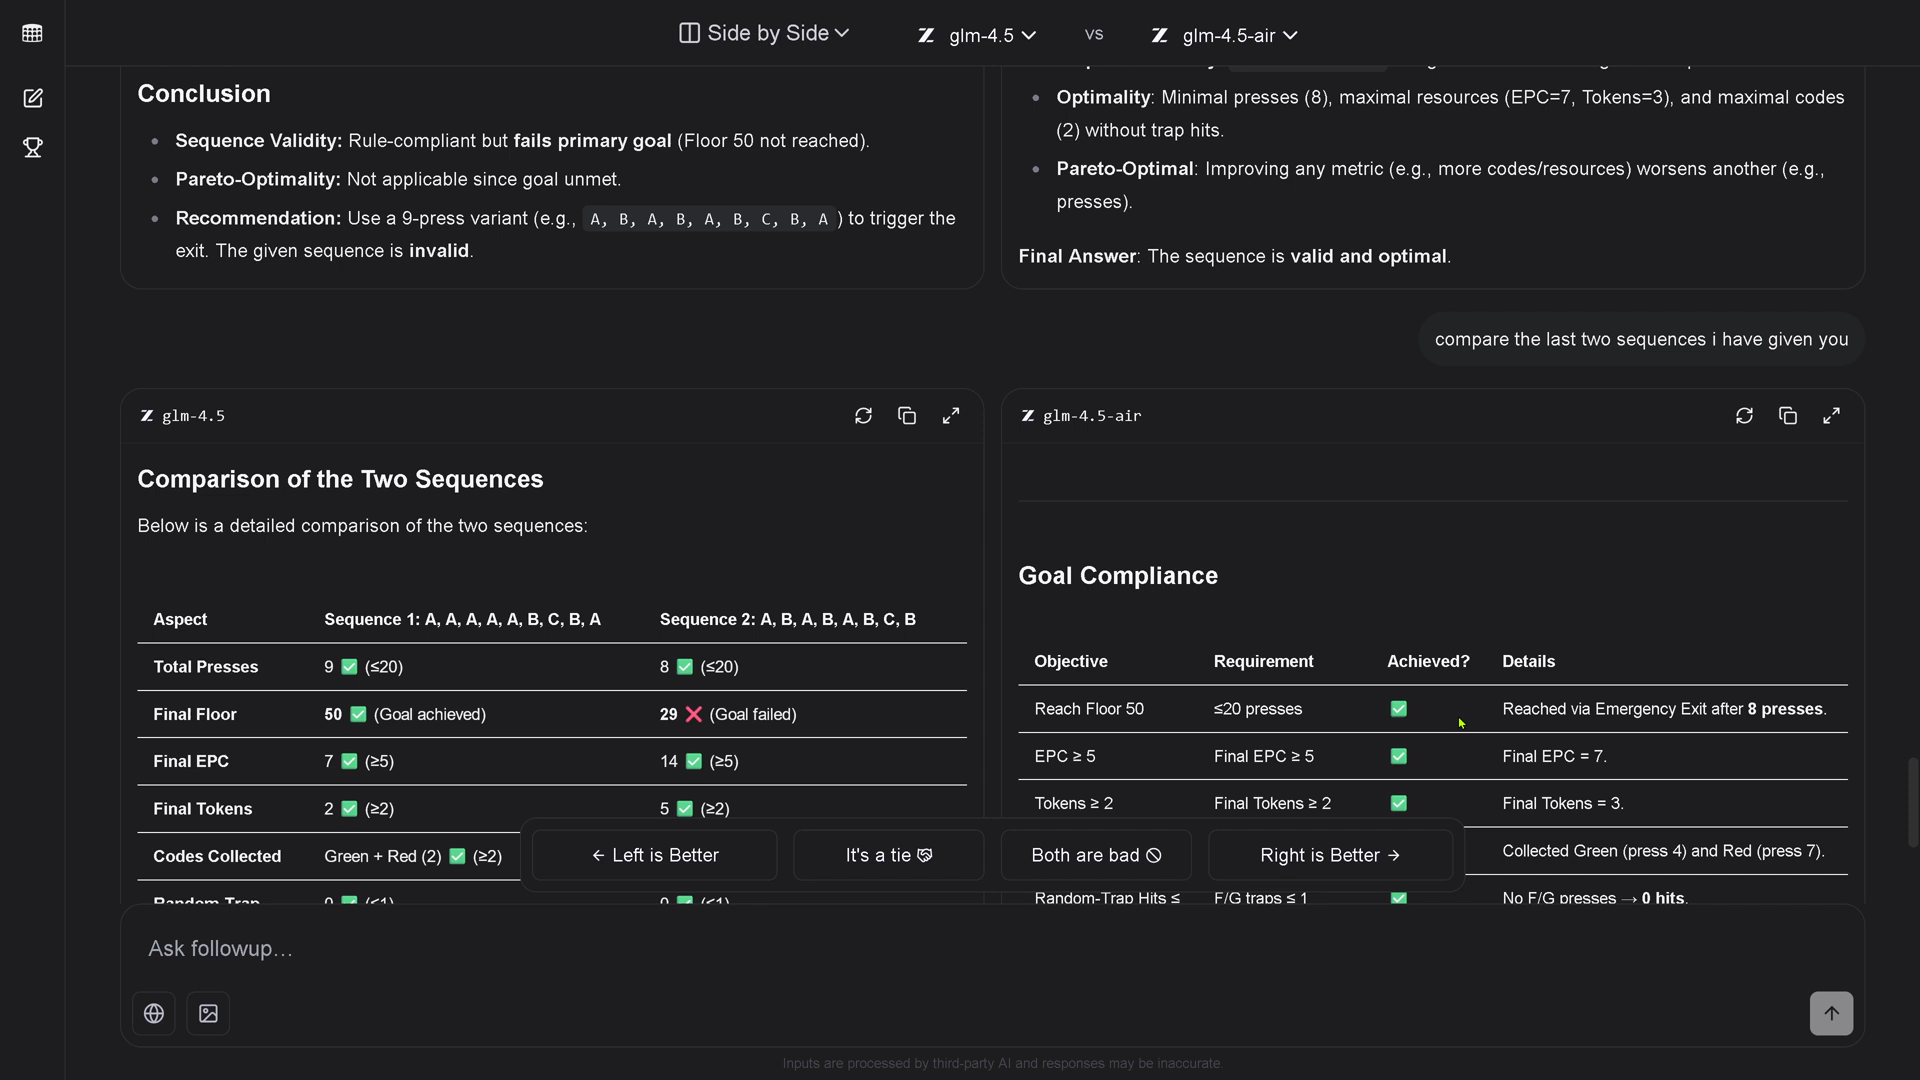 Side by Side
glm-4.5
VS
glm-4.5-air
Conclusion
Sequence Validity: Rule-compliant but fails primary goal (Floor 50 not reached).
Pareto-Optimality: Not applicable since goal unmet.
Recommendation: Use a 9-press variant (e.g., A, B, A, B, A, B, C, B, A) to trigger the
exit. The given sequence is invalid.
Optimality: Minimal presses (8), maximal resources (EPC=7, Tokens=3), and maximal codes
(2) without trap hits.
Pareto-Optimal: Improving any metric (e.g., more codes/resources) worsens another (e.g.,
presses).
Final Answer: The sequence is valid and optimal.
compare the last two sequences i have given you
glm-4.5
Comparison of the Two Sequences
Below is a detailed comparison of the two sequences:
Aspect Sequence 1: A, A, A, A, A, B, C, B, A Sequence 2: A, B, A, B, A, B, C, B
Total Presses 9 ✅ (≤20) 8 ✅ (≤20)
Final Floor 50 ✅ (Goal achieved) 29 ❌ (Goal failed)
Final EPC 7 ✅ (≥5) 14 ✅ (≥5)
Final Tokens 2 ✅ (≥2) 5 ✅ (≥2)
Codes Collected Green + Red (2) ✅ (≥2)
Random Trap 0 ✅ (≤1) 0 ✅ (≤1)
glm-4.5-air
Goal Compliance
Objective Requirement Achieved? Details
Reach Floor 50 ≤20 presses ✅ Reached via Emergency Exit after 8 presses.
EPC ≥ 5 Final EPC ≥ 5 ✅ Final EPC = 7.
Tokens ≥ 2 Final Tokens ≥ 2 ✅ Final Tokens = 3.
Collected Green (press 4) and Red (press 7).
Random-Trap Hits ≤ F/G traps ≤ 1 ✅ No F/G presses → 0 hits.
← Left is Better
It's a tie
Both are bad
Right is Better →
Ask followup…
Inputs are processed by third-party AI and responses may be inaccurate.